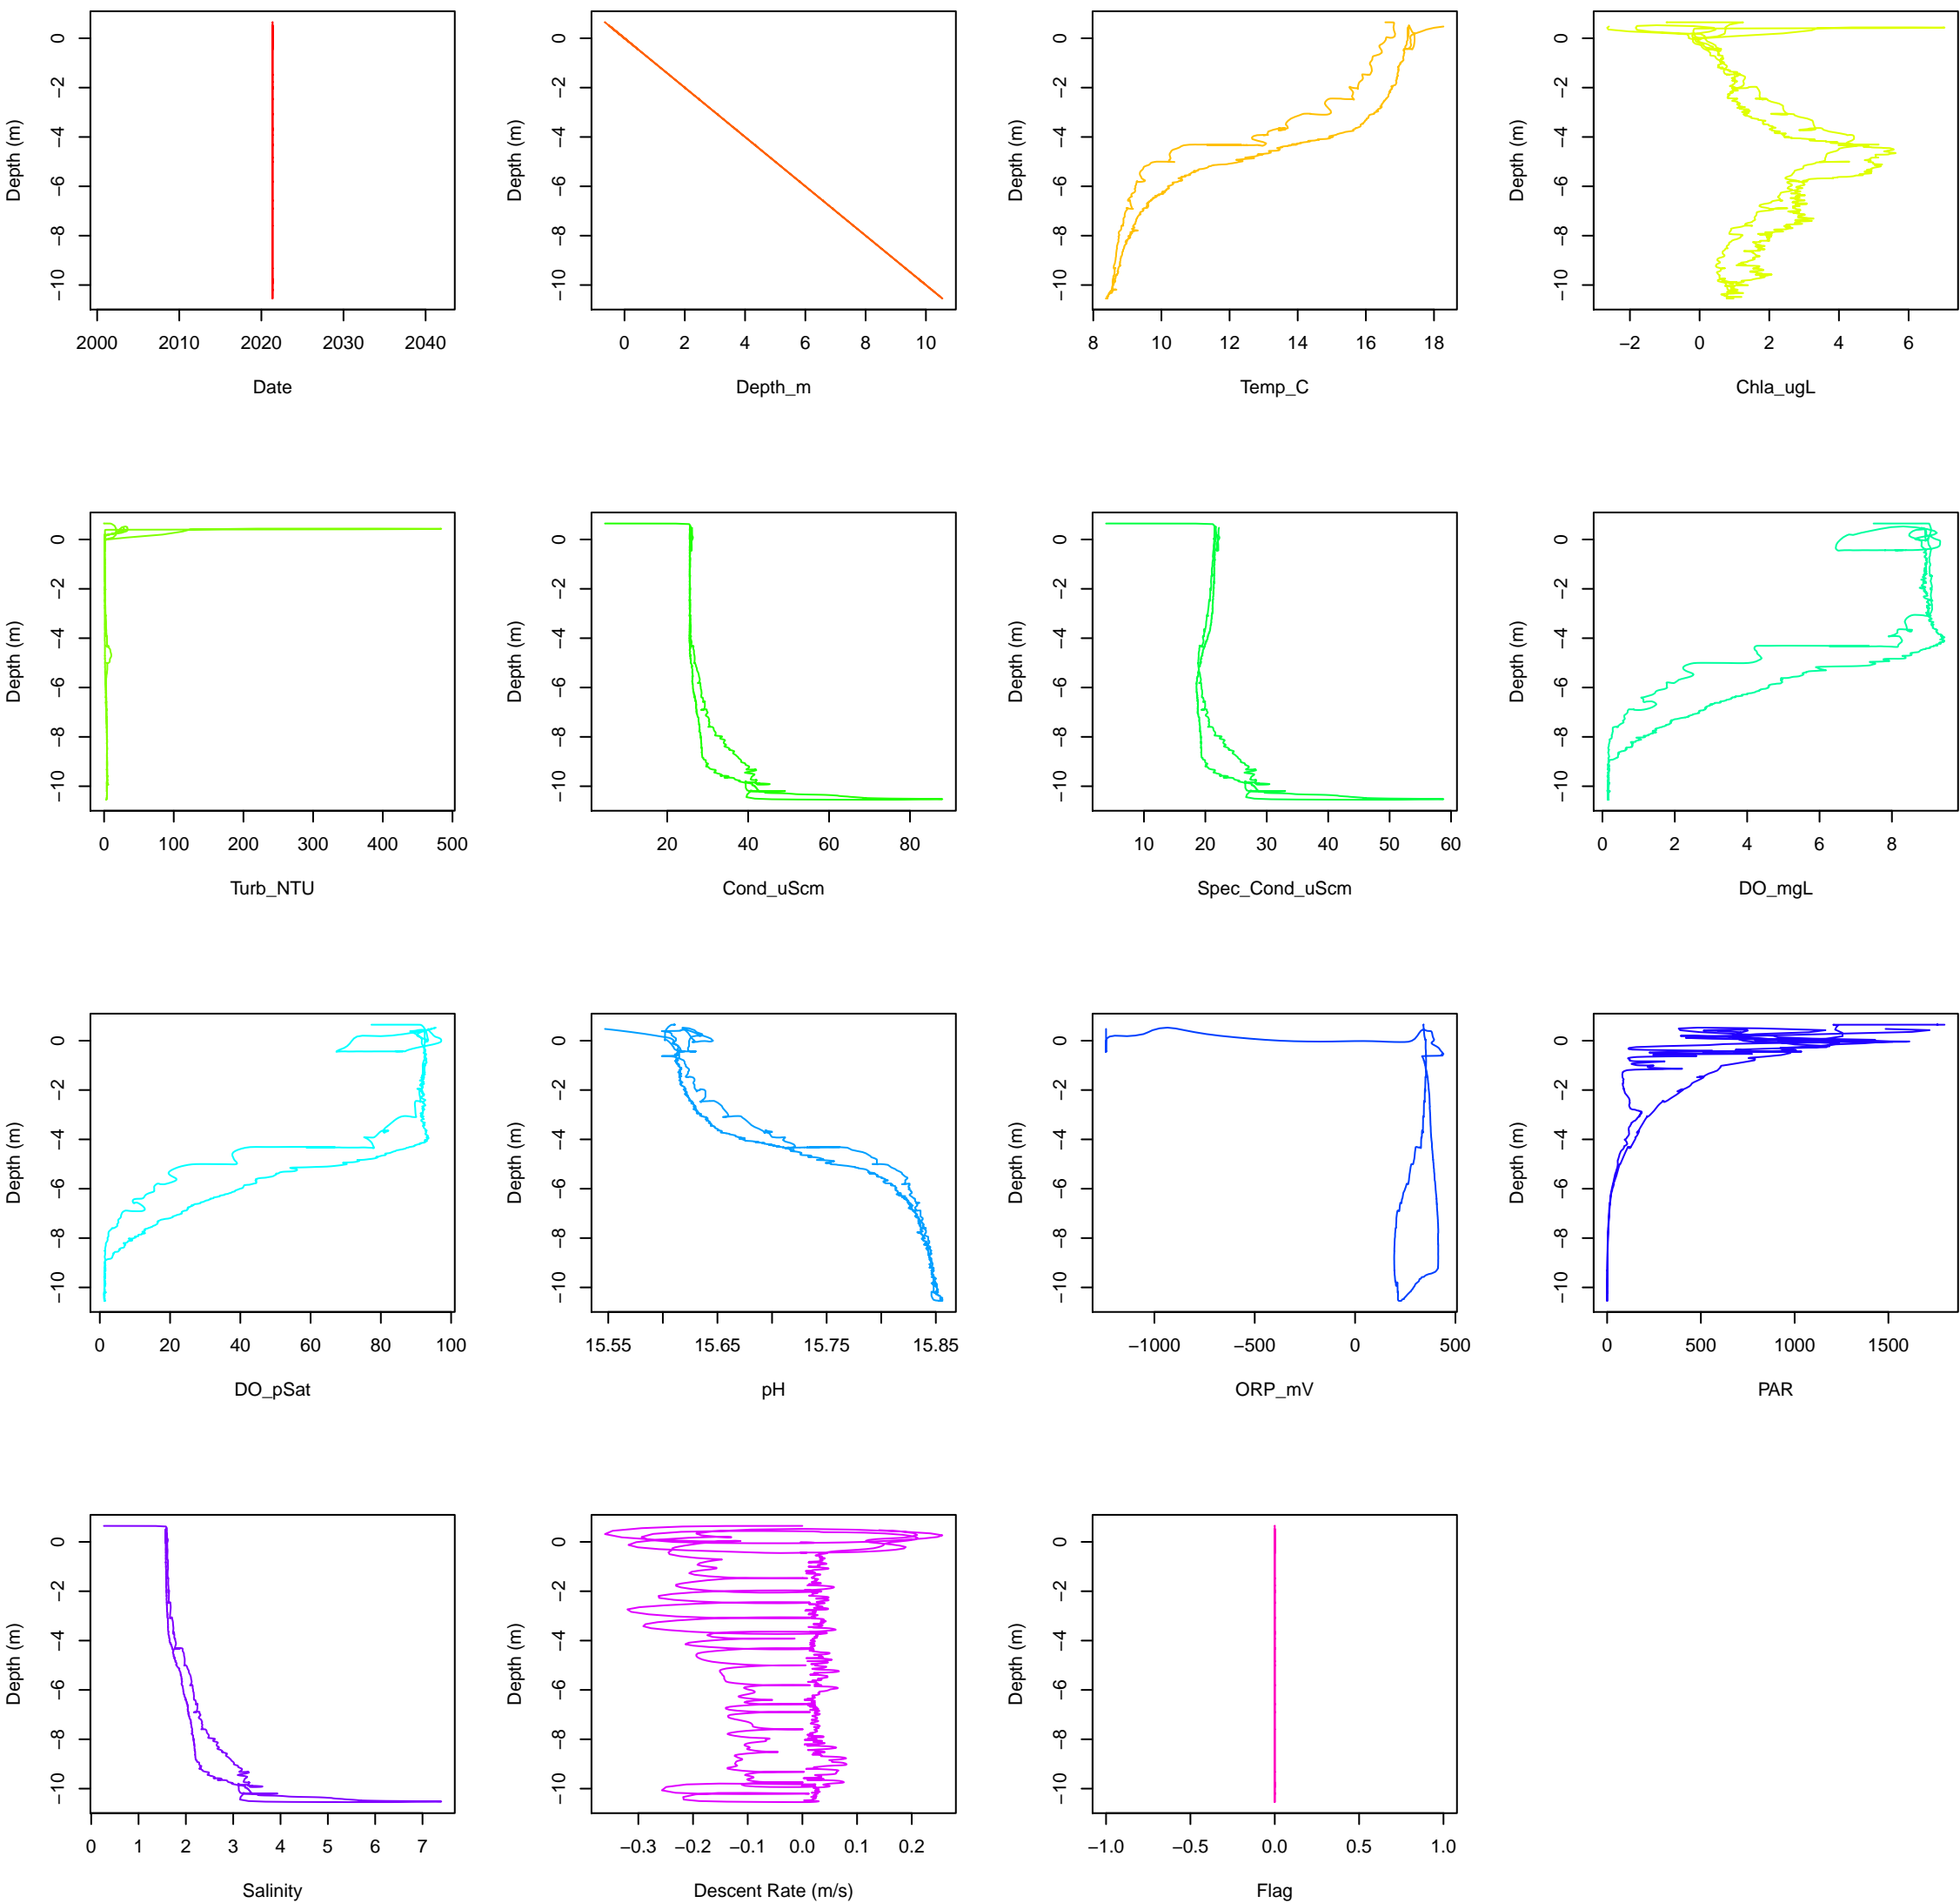 Depth (m)
0
−2
−4
−6
−8
−10
2000 2010 2020 2030 2040
Date
Depth (m)
0
−2
−4
−6
−8
−10
0 2 4 6 8 10
Depth_m
Depth (m)
0
−2
−4
−6
−8
−10
8 10 12 14 16 18
Temp_C
Depth (m)
0
−2
−4
−6
−8
−10
−2 0 2 4 6
Chla_ugL
Depth (m)
0
−2
−4
−6
−8
−10
0 100 200 300 400 500
Turb_NTU
Depth (m)
0
−2
−4
−6
−8
−10
20 40 60 80
Cond_uScm
Depth (m)
0
−2
−4
−6
−8
−10
10 20 30 40 50 60
Spec_Cond_uScm
Depth (m)
0
−2
−4
−6
−8
−10
0 2 4 6 8
DO_mgL
Depth (m)
0
−2
−4
−6
−8
−10
0 20 40 60 80 100
DO_pSat
Depth (m)
0
−2
−4
−6
−8
−10
15.55 15.65 15.75 15.85
pH
Depth (m)
0
−2
−4
−6
−8
−10
−1000 −500 0 500
ORP_mV
Depth (m)
0
−2
−4
−6
−8
−10
0 500 1000 1500
PAR
Depth (m)
0
−2
−4
−6
−8
−10
0 1 2 3 4 5 6 7
Salinity
Depth (m)
0
−2
−4
−6
−8
−10
−0.3 −0.2 −0.1 0.0 0.1 0.2
Descent Rate (m/s)
Depth (m)
0
−2
−4
−6
−8
−10
−1.0 −0.5 0.0 0.5 1.0
Flag